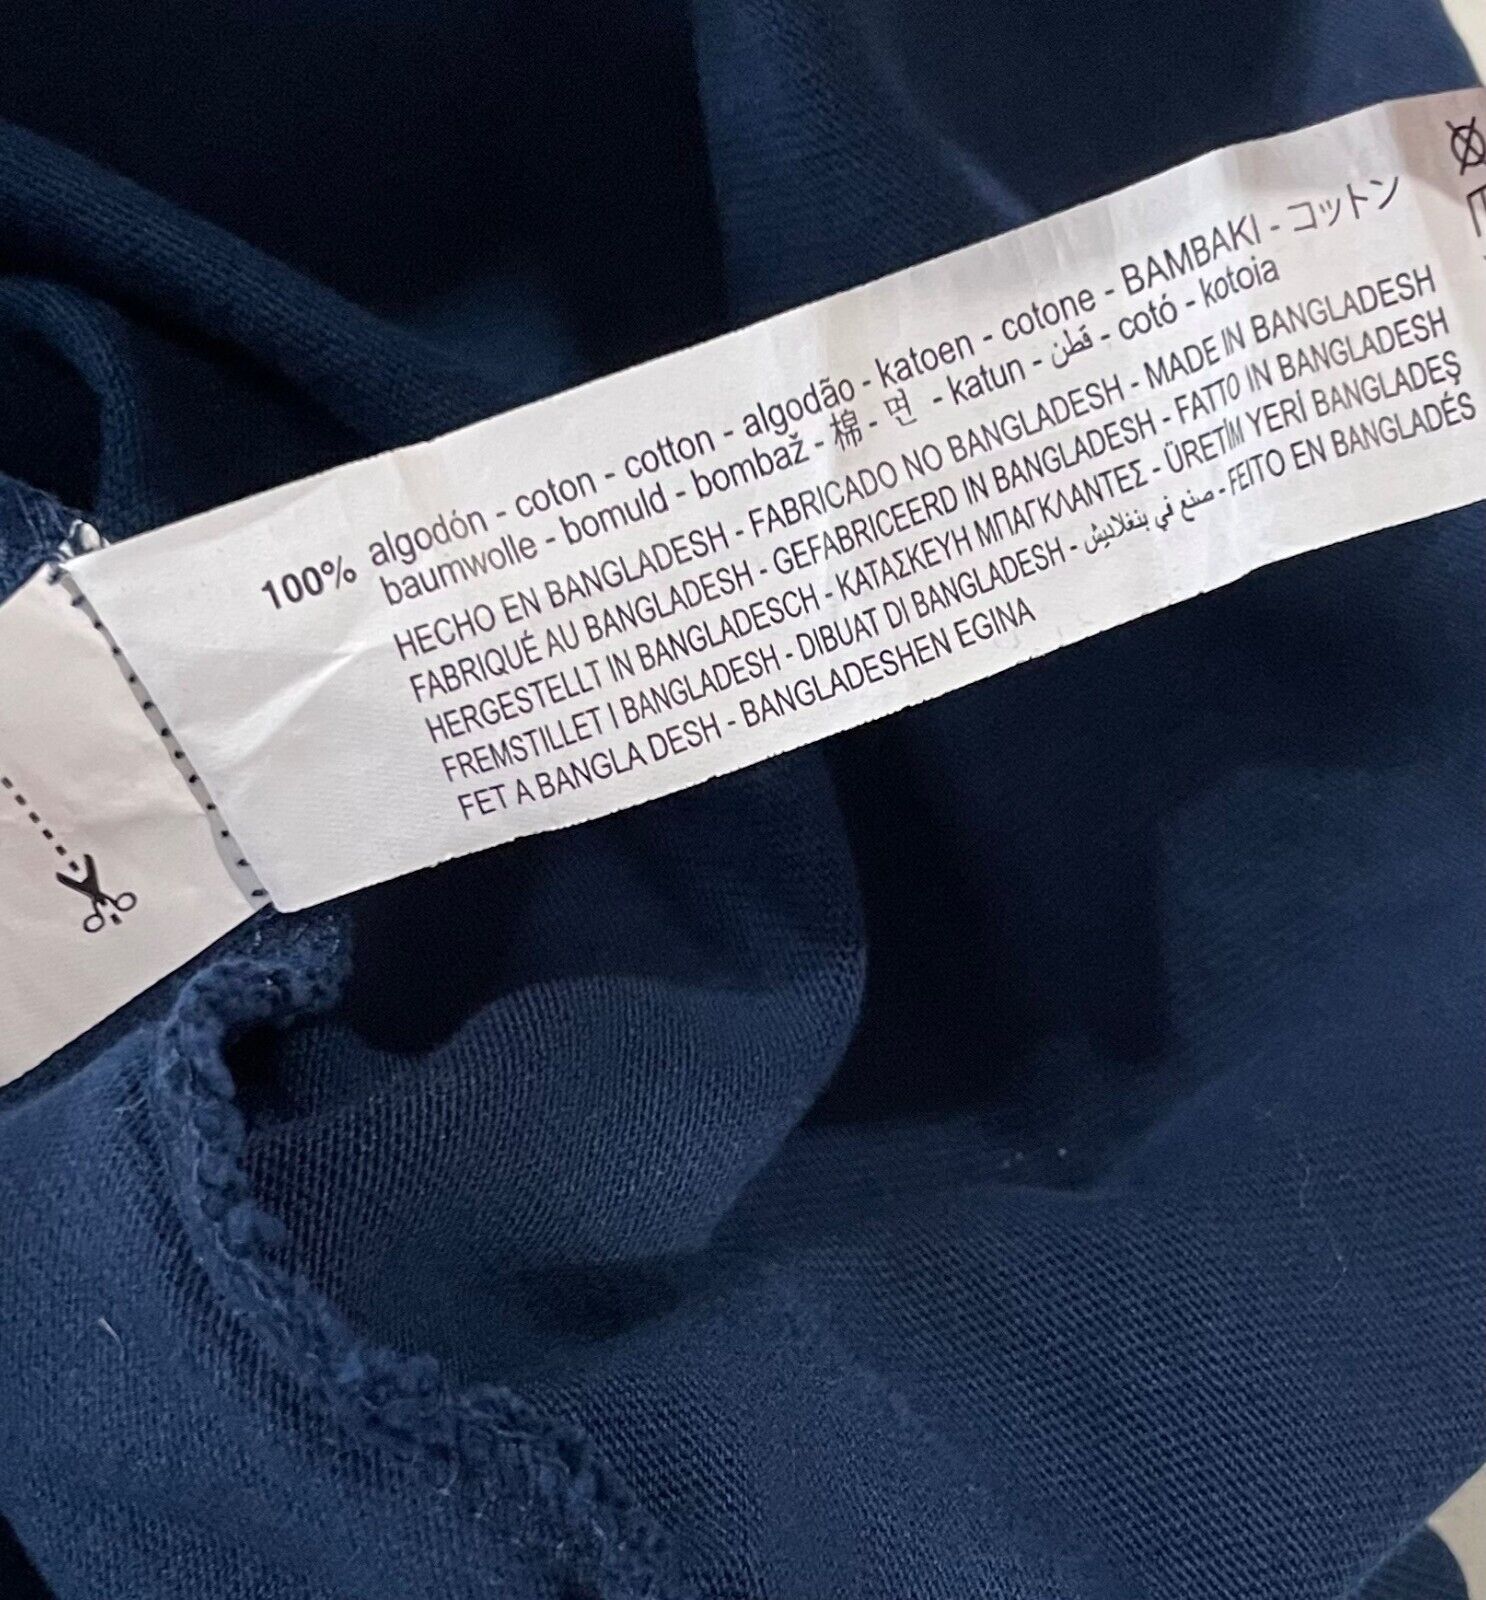 100% algodón - coton - cotton - algodão - katoen - cotone - BAMBAKI - コットン
baumwolle - bomuld - bombaž - 棉 - 면 - katun - قطن - cotó - kotoia
HECHO EN BANGLADESH - FABRICADO NO BANGLADESH - MADE IN BANGLADESH
FABRIQUÉ AU BANGLADESH - GEFABRICEERD IN BANGLADESH - FATTO IN BANGLADESH
HERGESTELLT IN BANGLADESCH - ΚΑΤΑΣΚΕΥΗ ΜΠΑΓΚΛΑΝΤΕΣ - ÜRETİM YERİ BANGLADEŞ
FREMSTILLET I BANGLADESH - DIBUAT DI BANGLADESH - صنع في بنغلاديش - FEITO EN BANGLADÉS
FET A BANGLA DESH - BANGLADESHEN EGINA